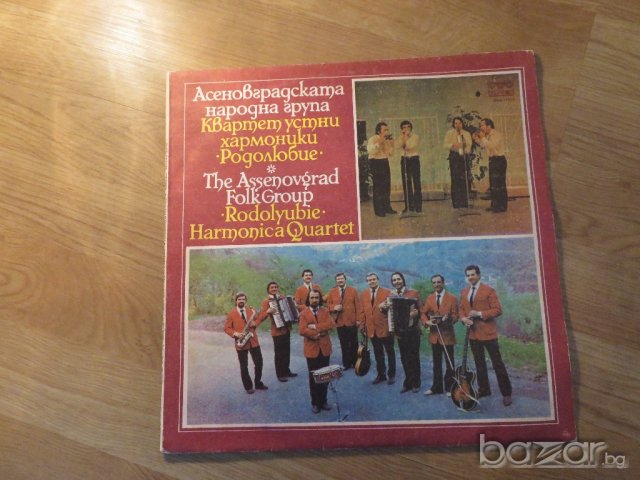 Асеновградската
народна група
Квартет устни
хармоники
·Родолюбие·
*
The Assenovgrad
Folk Group
·Rodolyubie·
Harmonica Quartet
bazar.bg